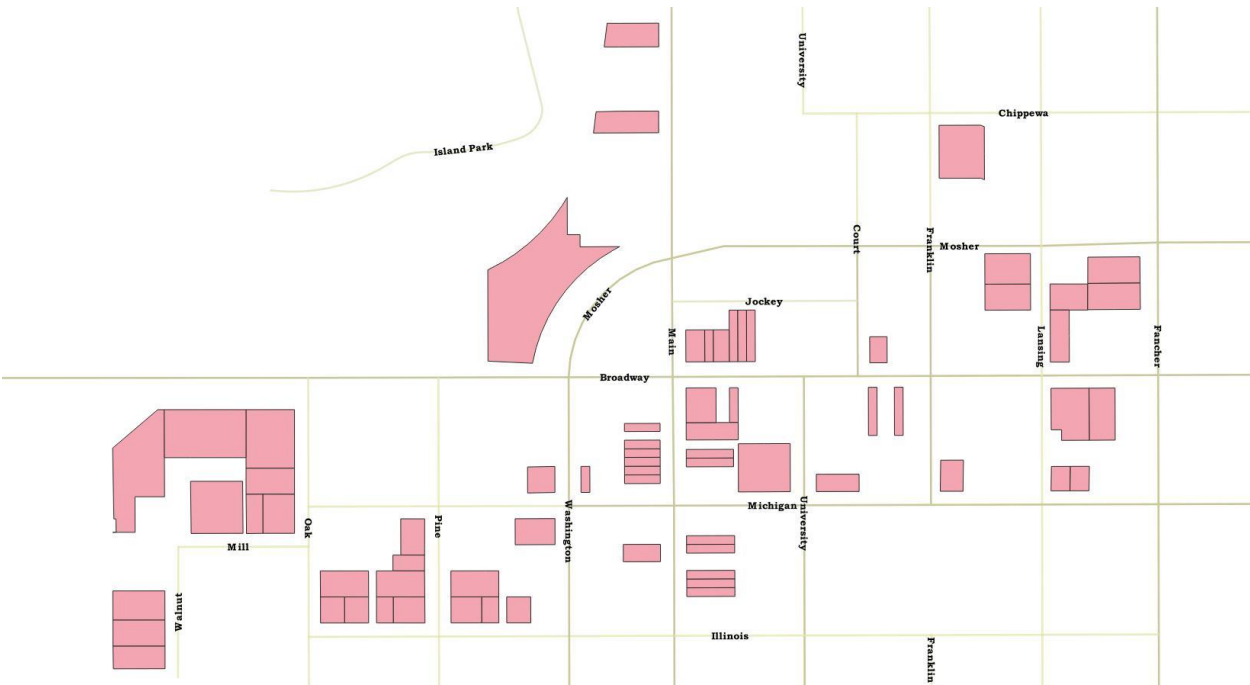 University
Chippewa
Island Park
Court
Franklin
Mosher
Mosher
Jockey
Main
Lansing
Fancher
Broadway
Michigan
University
Washington
Pine
Oak
Mill
Walnut
Illinois
Franklin